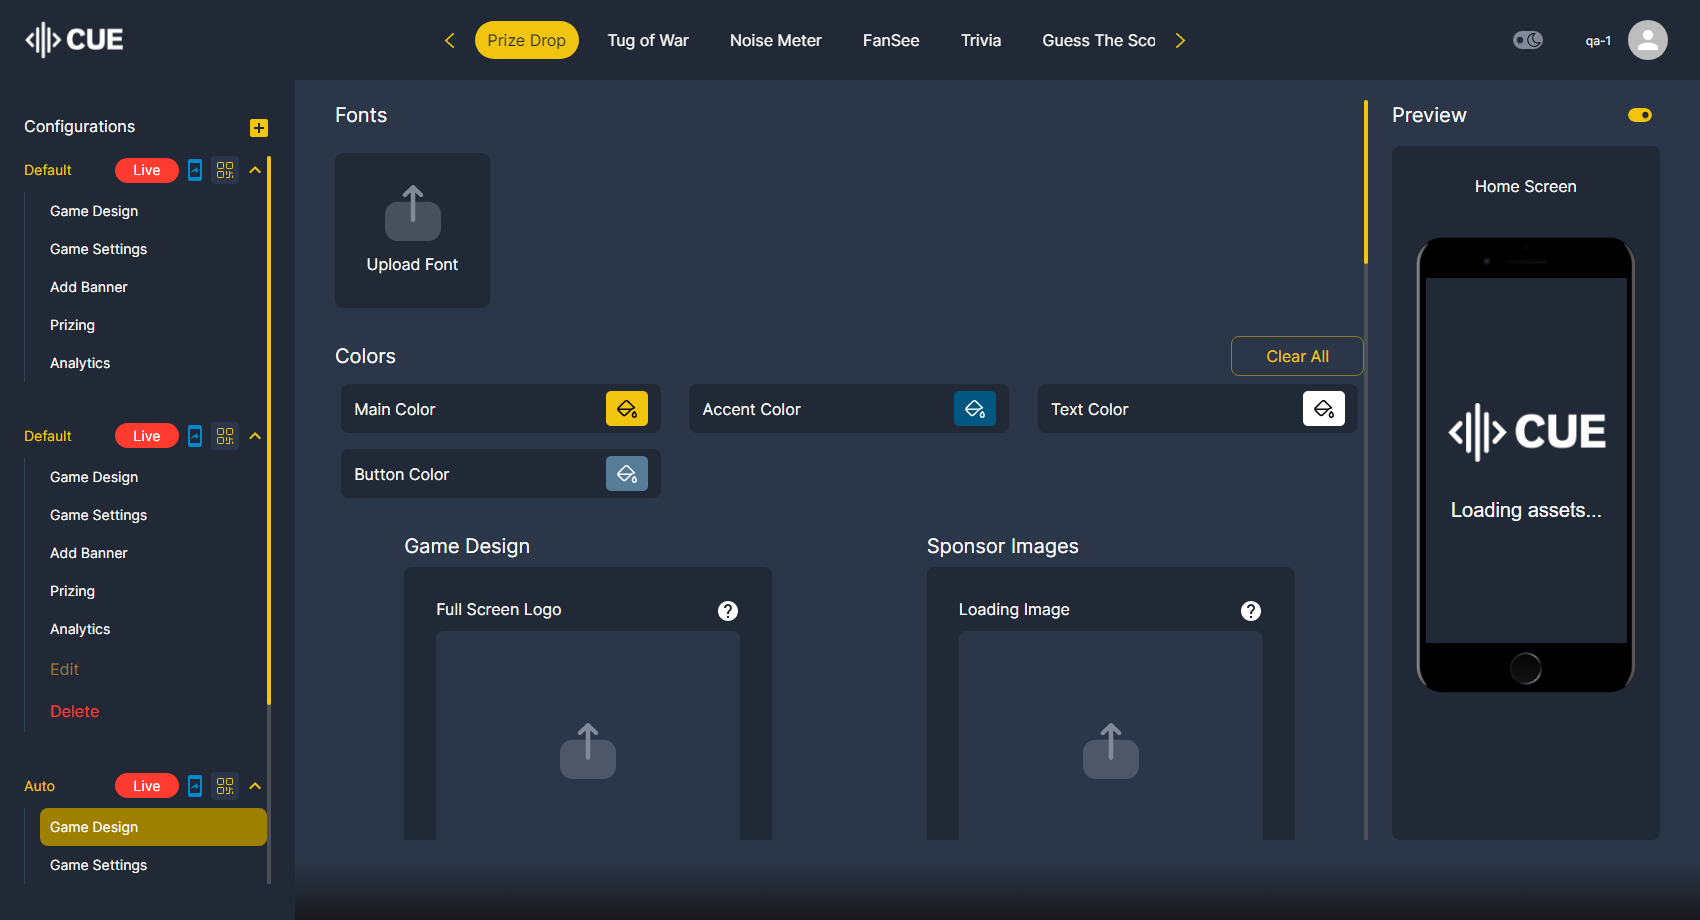 CUE
Prize Drop
Tug of War
Noise Meter
FanSee
Trivia
Guess The Sco
qa-1
Configurations
Default
Live
Game Design
Game Settings
Add Banner
Prizing
Analytics
Default
Live
Game Design
Game Settings
Add Banner
Prizing
Analytics
Edit
Delete
Auto
Live
Game Design
Game Settings
Fonts
Upload Font
Colors
Clear All
Main Color
Accent Color
Text Color
Button Color
Game Design
Full Screen Logo
?
Sponsor Images
Loading Image
?
Preview
Home Screen
CUE
Loading assets...